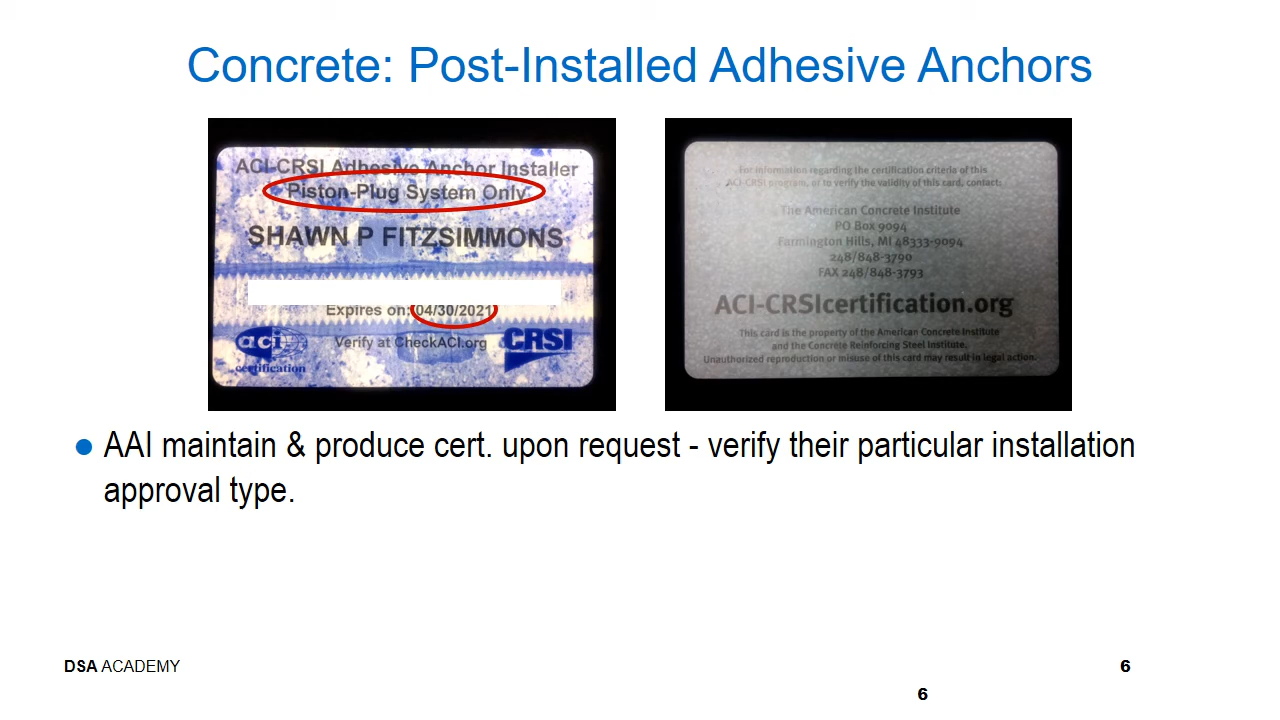 Concrete: Post-Installed Adhesive Anchors
ACI-CRSI Adhesive Anchor Installer
Piston-Plug System Only
SHAWN P FITZSIMMONS
Expires on: 04/30/2021
aci
certification
Verify at CheckACI.org
CRSI
For information regarding the certification criteria of this
ACI-CRSI program, or to verify the validity of this card, contact:
The American Concrete Institute
PO Box 9094
Farmington Hills, MI 48333-9094
248/848-3790
FAX 248/848-3793
ACI-CRSIcertification.org
This card is the property of the American Concrete Institute
and the Concrete Reinforcing Steel Institute.
Unauthorized reproduction or misuse of this card may result in legal action.
AAI maintain & produce cert. upon request - verify their particular installation
approval type.
DSA ACADEMY
6
6